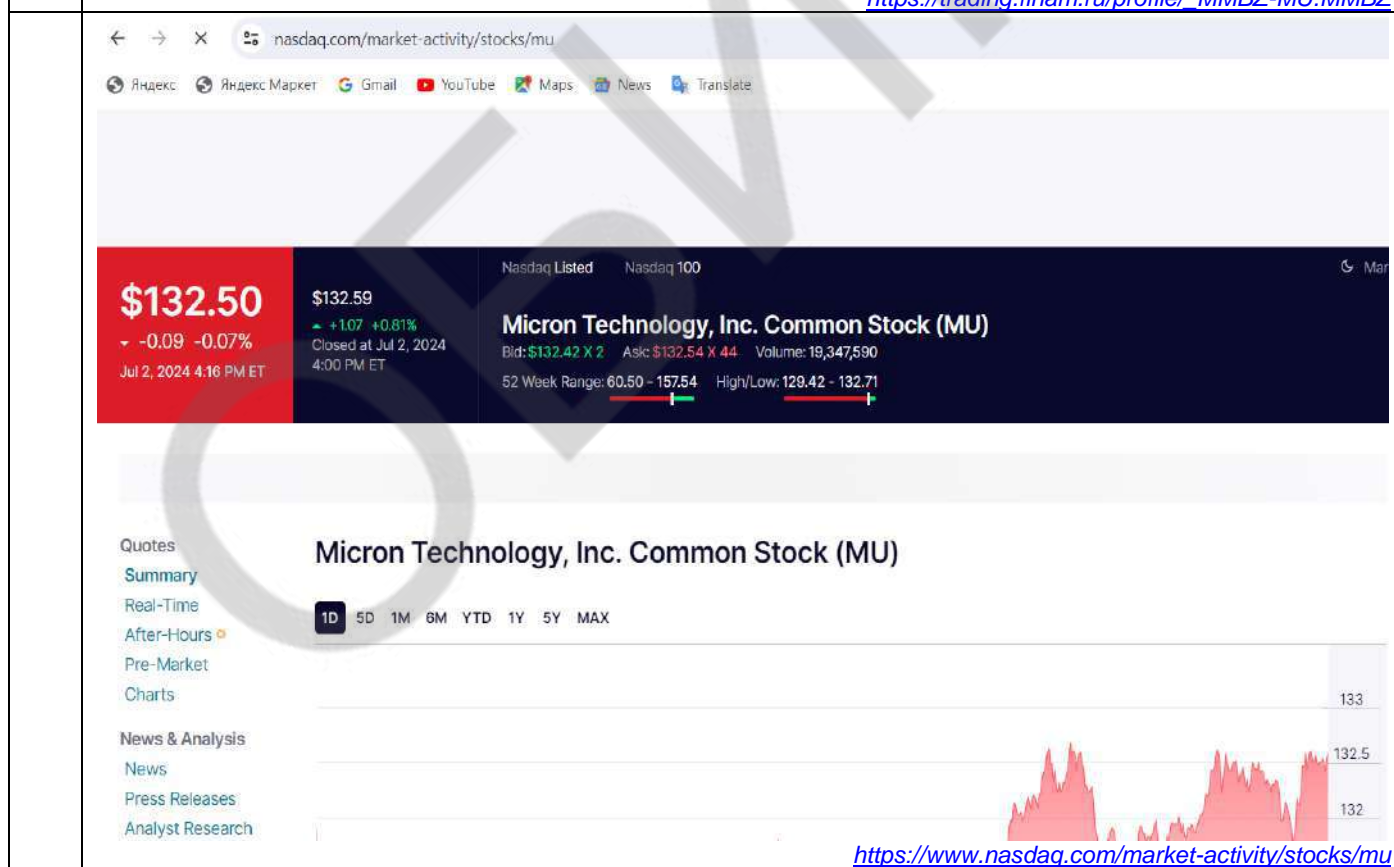 https://trading.finam.ru/profile/_MMBZ-MU.MMBZ
nasdaq.com/market-activity/stocks/mu
Яндекс Яндекс Маркет Gmail YouTube Maps News Translate
Nasdaq Listed Nasdaq 100 Mar
$132.50
-0.09 -0.07%
Jul 2, 2024 4:16 PM ET
$132.59
+1.07 +0.81%
Closed at Jul 2, 2024
4:00 PM ET
Micron Technology, Inc. Common Stock (MU)
Bid: $132.42 X 2 Ask: $132.54 X 44 Volume: 19,347,590
52 Week Range: 60.50 - 157.54 High/Low: 129.42 - 132.71
Quotes
Summary
Real-Time
After-Hours
Pre-Market
Charts
News & Analysis
News
Press Releases
Analyst Research
Micron Technology, Inc. Common Stock (MU)
1D 5D 1M 6M YTD 1Y 5Y MAX
133
132.5
132
https://www.nasdaq.com/market-activity/stocks/mu